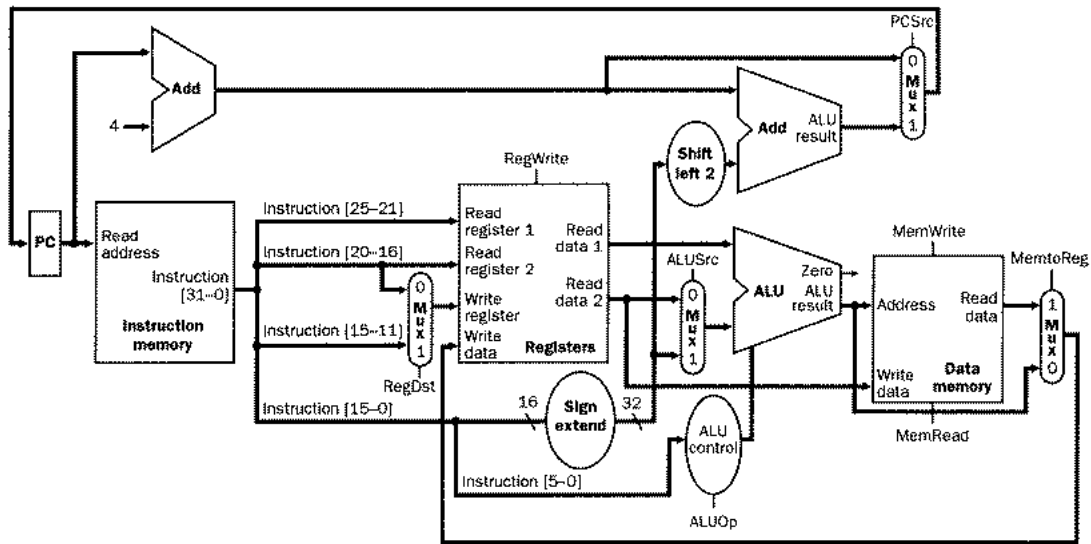 PCSrc
0
Mux
1
Add
4
Add
ALU
result
Shift
left 2
RegWrite
PC
Read
address
Instruction
[31–0]
Instruction
memory
Instruction [25–21]
Instruction [20–16]
Instruction [15–11]
Instruction [15–0]
Instruction [5–0]
0
Mux
1
RegDst
Read
register 1
Read
register 2
Write
register
Write
data
Read
data 1
Read
data 2
Registers
16
Sign
extend
32
ALUSrc
0
Mux
1
ALU
Zero
ALU
result
ALU
control
ALUOp
MemWrite
Address
Read
data
Write
data
Data
memory
MemRead
MemtoReg
1
Mux
0